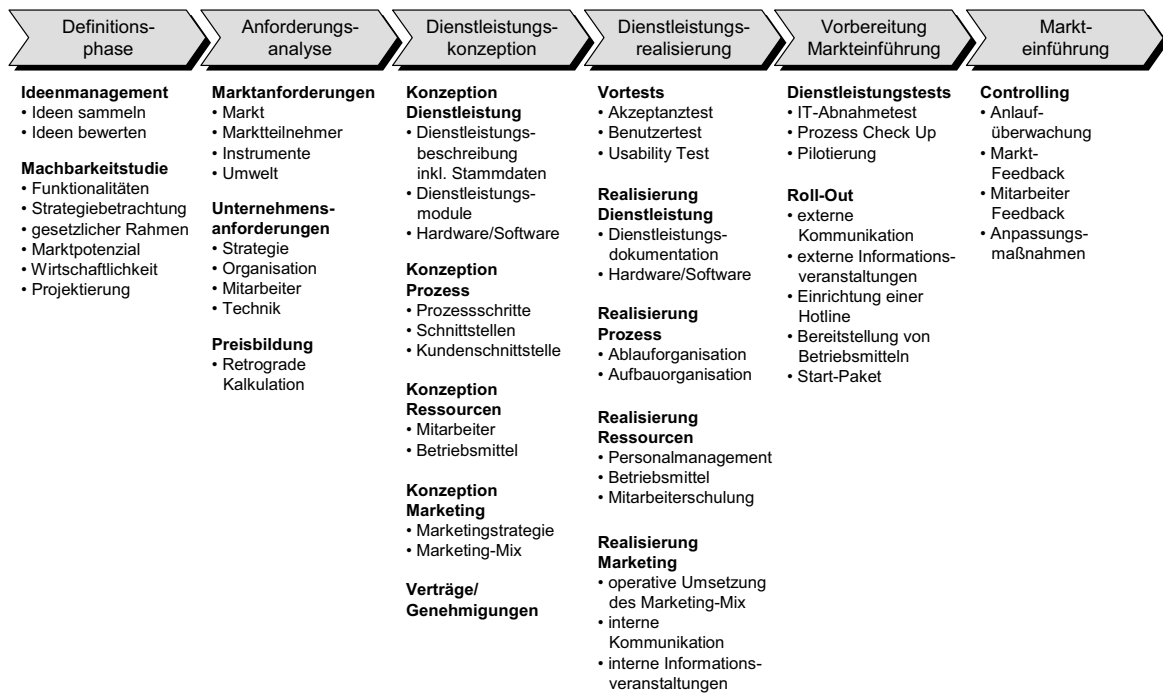 Definitions-
phase
Anforderungs-
analyse
Dienstleistungs-
konzeption
Dienstleistungs-
realisierung
Vorbereitung
Markteinführung
Markt-
einführung
Ideenmanagement
• Ideen sammeln
• Ideen bewerten
Machbarkeitstudie
• Funktionalitäten
• Strategiebetrachtung
• gesetzlicher Rahmen
• Marktpotenzial
• Wirtschaftlichkeit
• Projektierung
Marktanforderungen
• Markt
• Marktteilnehmer
• Instrumente
• Umwelt
Unternehmens-
anforderungen
• Strategie
• Organisation
• Mitarbeiter
• Technik
Preisbildung
• Retrograde
Kalkulation
Konzeption
Dienstleistung
• Dienstleistungs-
beschreibung
inkl. Stammdaten
• Dienstleistungs-
module
• Hardware/Software
Konzeption
Prozess
• Prozessschritte
• Schnittstellen
• Kundenschnittstelle
Konzeption
Ressourcen
• Mitarbeiter
• Betriebsmittel
Konzeption
Marketing
• Marketingstrategie
• Marketing-Mix
Verträge/
Genehmigungen
Vortests
• Akzeptanztest
• Benutzertest
• Usability Test
Realisierung
Dienstleistung
• Dienstleistungs-
dokumentation
• Hardware/Software
Realisierung
Prozess
• Ablauforganisation
• Aufbauorganisation
Realisierung
Ressourcen
• Personalmanagement
• Betriebsmittel
• Mitarbeiterschulung
Realisierung
Marketing
• operative Umsetzung
des Marketing-Mix
• interne
Kommunikation
• interne Informations-
veranstaltungen
Dienstleistungstests
• IT-Abnahmetest
• Prozess Check Up
• Pilotierung
Roll-Out
• externe
Kommunikation
• externe Informations-
veranstaltungen
• Einrichtung einer
Hotline
• Bereitstellung von
Betriebsmitteln
• Start-Paket
Controlling
• Anlauf-
überwachung
• Markt-
Feedback
• Mitarbeiter
Feedback
• Anpassungs-
maßnahmen